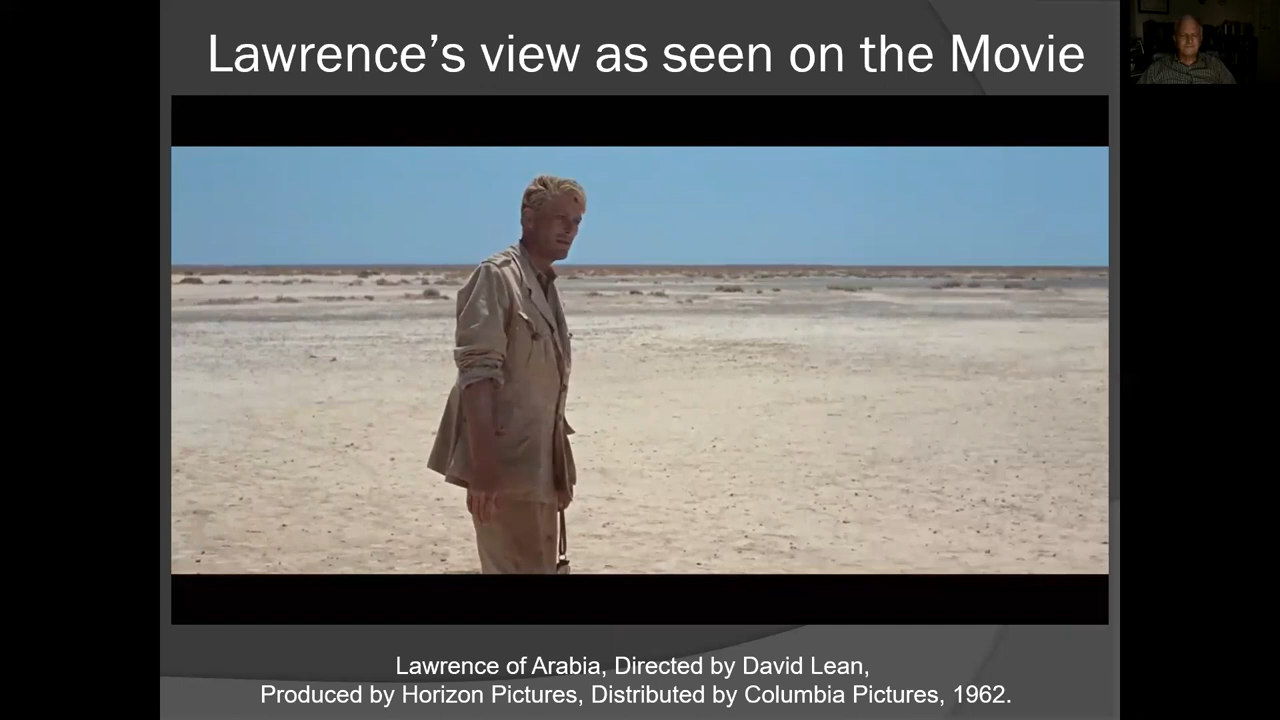 Lawrence’s view as seen on the Movie
Lawrence of Arabia, Directed by David Lean,
Produced by Horizon Pictures, Distributed by Columbia Pictures, 1962.